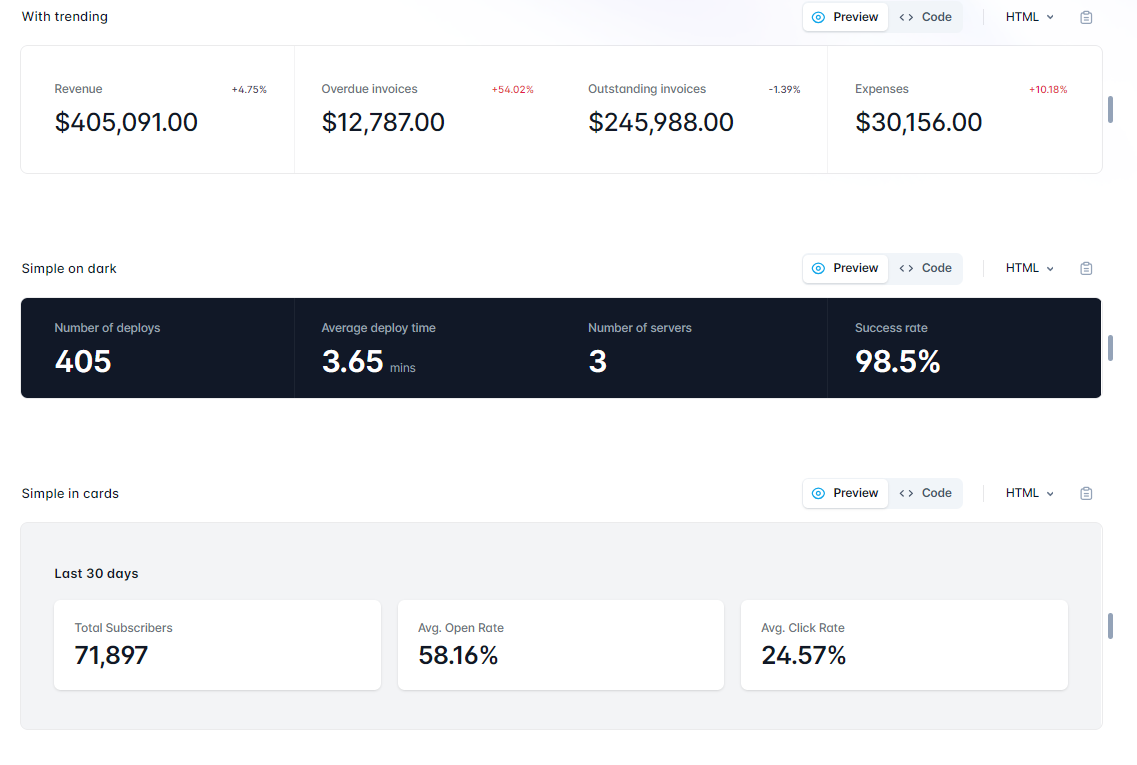 With trending Preview Code HTML
Revenue +4.75% Overdue invoices +54.02% Outstanding invoices -1.39% Expenses +10.18%
$405,091.00 $12,787.00 $245,988.00 $30,156.00
Simple on dark Preview Code HTML
Number of deploys Average deploy time Number of servers Success rate
405 3.65 mins 3 98.5%
Simple in cards Preview Code HTML
Last 30 days
Total Subscribers Avg. Open Rate Avg. Click Rate
71,897 58.16% 24.57%